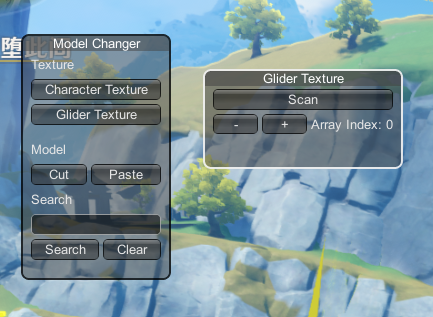 Model Changer
Texture
Character Texture
Glider Texture
Model
Cut Paste
Search
Search Clear
Glider Texture
Scan
- + Array Index: 0
堕